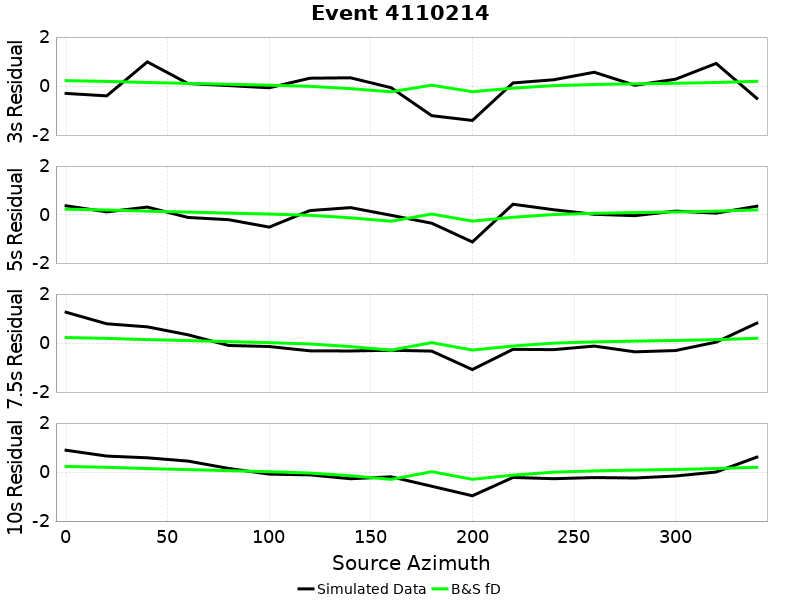 Event 4110214
3s Residual
2
0
-2
5s Residual
2
0
-2
7.5s Residual
2
0
-2
10s Residual
2
0
-2
0 50 100 150 200 250 300
Source Azimuth
Simulated Data B&S fD